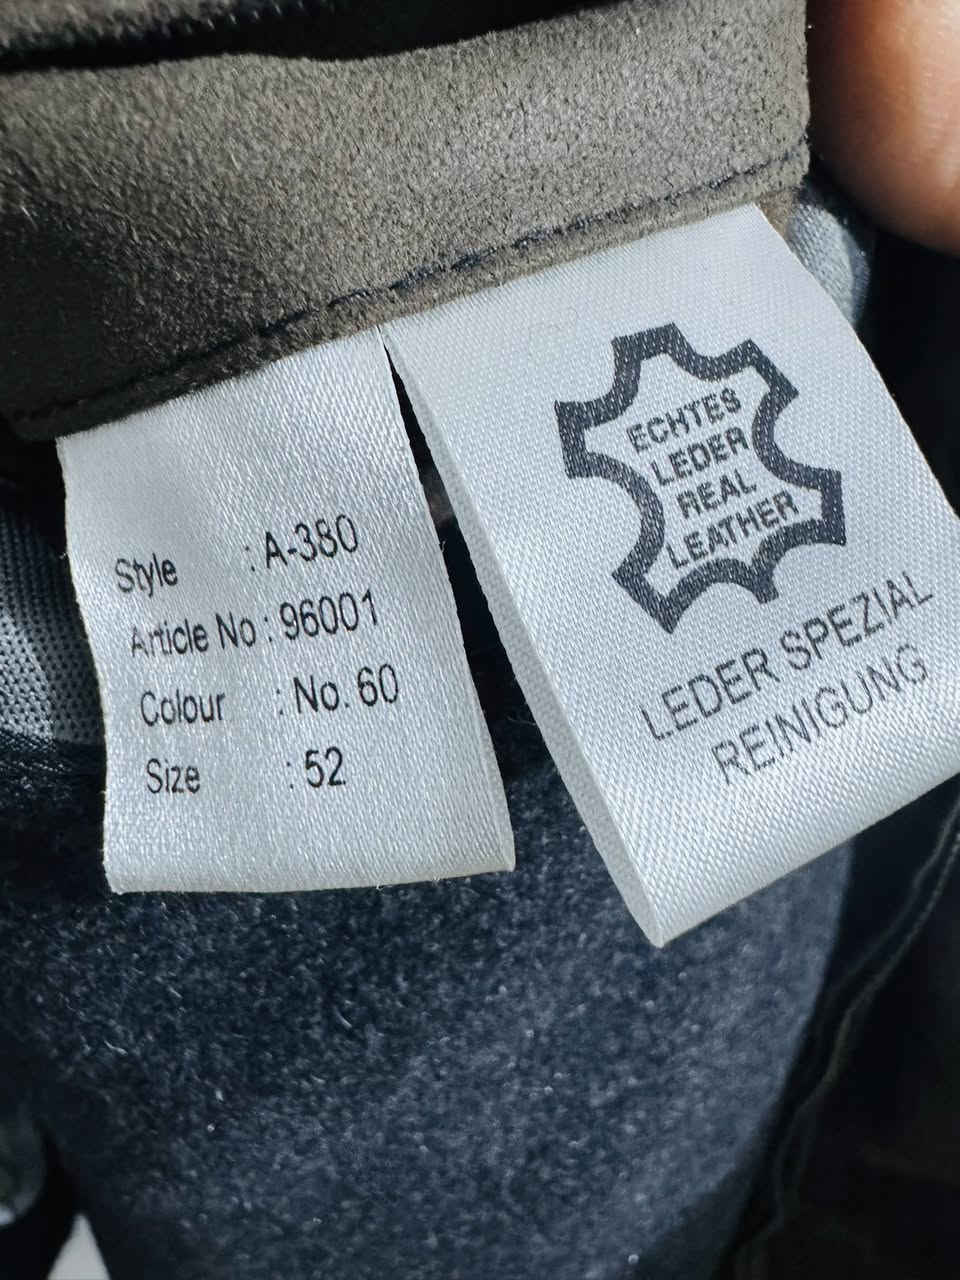 Style : A-380
Article No : 96001
Colour : No. 60
Size : 52
ECHTES
LEDER
REAL
LEATHER
LEDER SPEZIAL
REINIGUNG